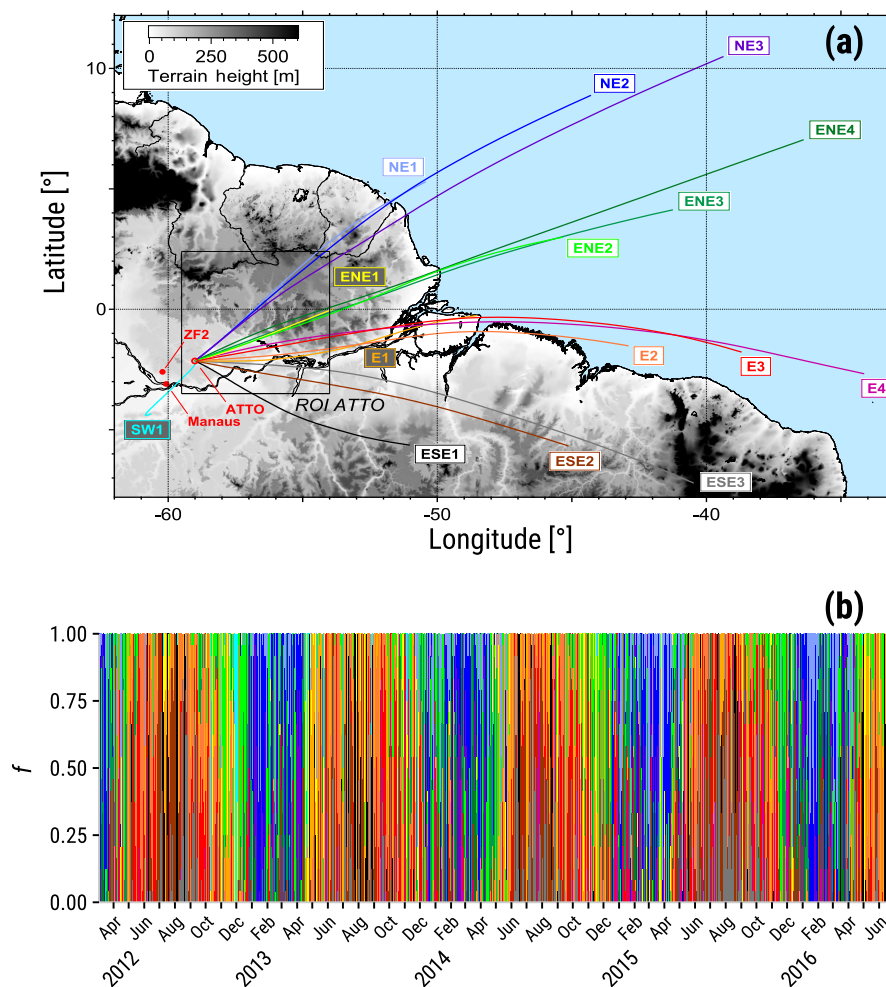 (a)
0 250 500
Terrain height [m]
NE3
NE2
ENE4
NE1
ENE3
ENE2
ENE1
ZF2
E1
E2
E3
E4
ROI ATTO
ATTO
Manaus
SW1
ESE1
ESE2
ESE3
10
0
Latitude [°]
-60 -50 -40
Longitude [°]
(b)
1.00
0.75
0.50
0.25
0.00
f
Apr Jun Aug Oct Dec Feb Apr Jun Aug Oct Dec Feb Apr Jun Aug Oct Dec Feb Apr Jun Aug Oct Dec Feb Apr Jun
2012 2013 2014 2015 2016